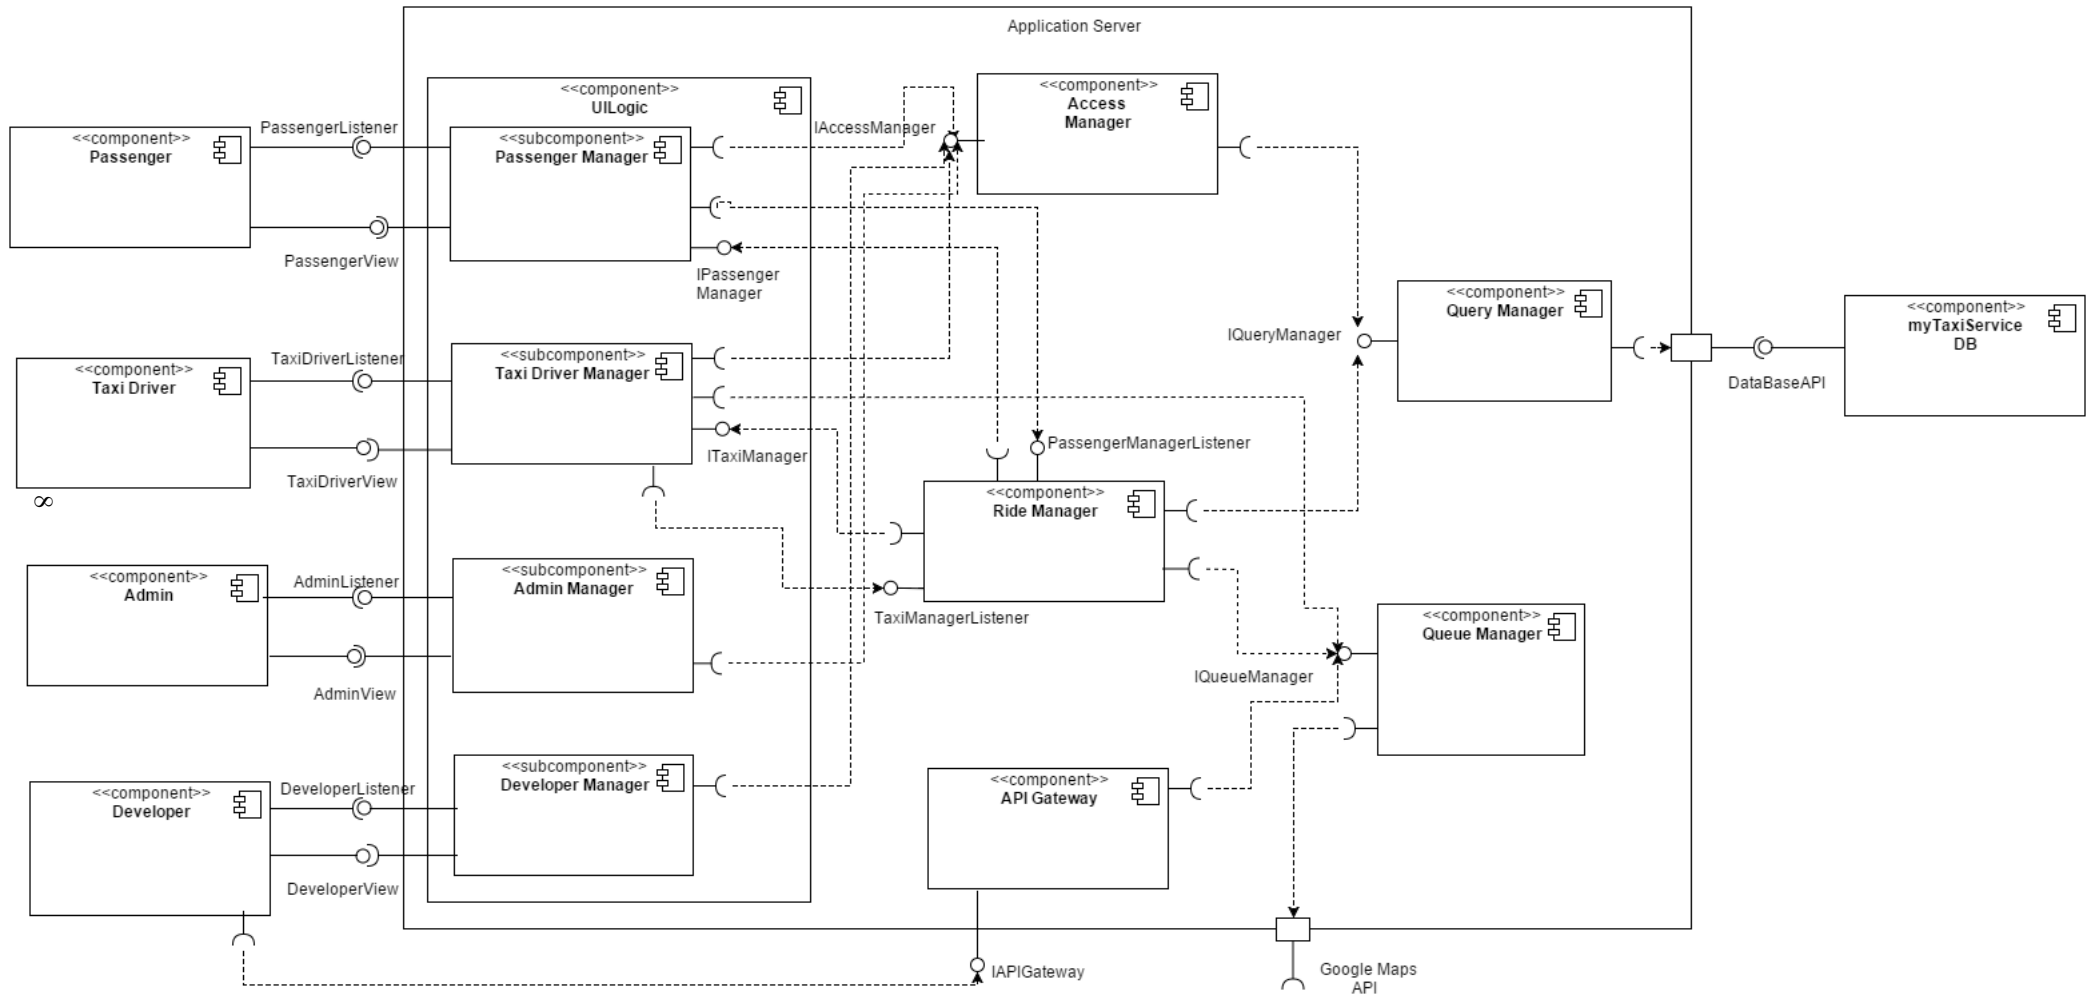 Application Server
<<component>>
UILogic
<<component>>
Access
Manager
<<component>>
Passenger
PassengerListener
PassengerView
<<subcomponent>>
Passenger Manager
IAccessManager
IPassenger
Manager
<<component>>
Query Manager
IQueryManager
<<component>>
myTaxiService
DB
DataBaseAPI
<<component>>
Taxi Driver
TaxiDriverListener
TaxiDriverView
∞
<<subcomponent>>
Taxi Driver Manager
ITaxiManager
PassengerManagerListener
<<component>>
Ride Manager
TaxiManagerListener
<<component>>
Admin
AdminListener
AdminView
<<subcomponent>>
Admin Manager
<<component>>
Queue Manager
IQueueManager
<<component>>
Developer
DeveloperListener
DeveloperView
<<subcomponent>>
Developer Manager
<<component>>
API Gateway
IAPIGateway
Google Maps
API